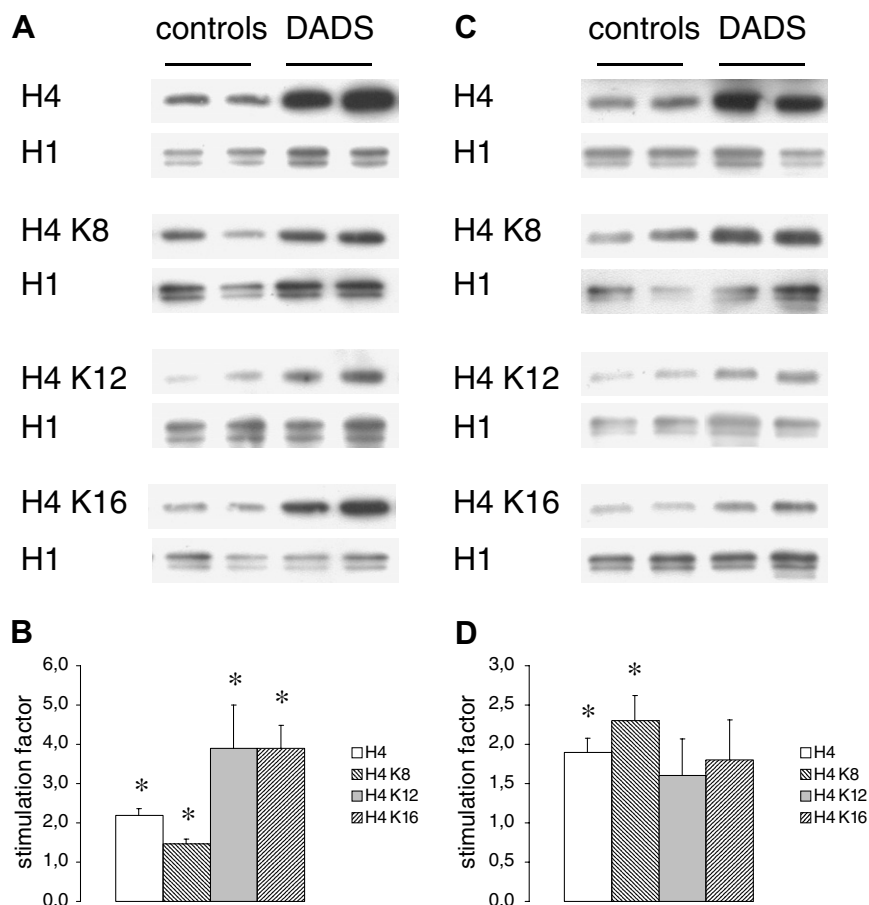 A
controls DADS
H4
H1
H4 K8
H1
H4 K12
H1
H4 K16
H1
B
6,0
5,0
4,0
3,0
2,0
1,0
0,0
stimulation factor
*
*
*
*
H4
H4 K8
H4 K12
H4 K16
C
controls DADS
H4
H1
H4 K8
H1
H4 K12
H1
H4 K16
H1
D
3,0
2,5
2,0
1,5
1,0
0,5
0,0
stimulation factor
*
*
H4
H4 K8
H4 K12
H4 K16